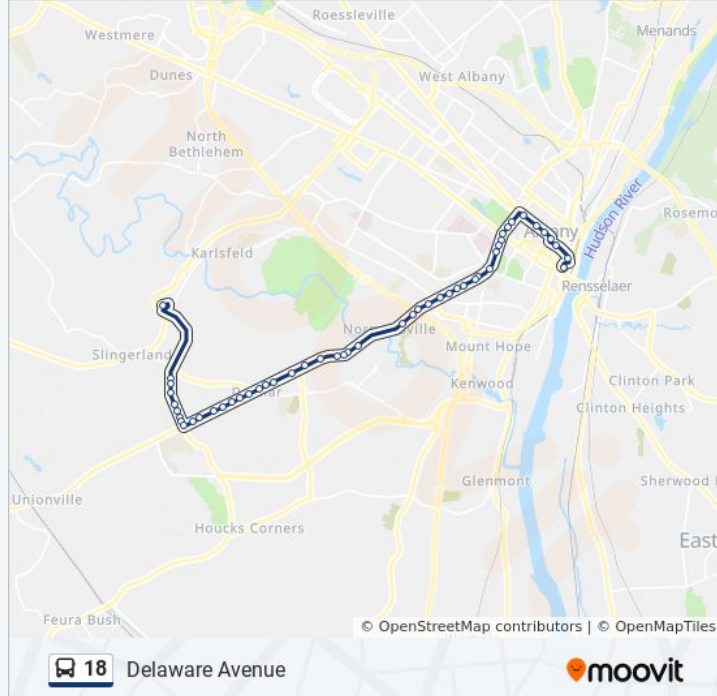 Roessleville
Westmere
Menands
Dunes
West Albany
North
Bethlehem
Hudson River
Rosemo
Albany
Karlsfeld
Rensselaer
Normansville
Slingerland
Mount Hope
Delmar
Kenwood
Clinton Park
Clinton Heights
Unionville
Glenmont
Sherwood
Houcks Corners
East
Feura Bush
© OpenStreetMap contributors | © OpenMapTiles
18 Delaware Avenue
moovit